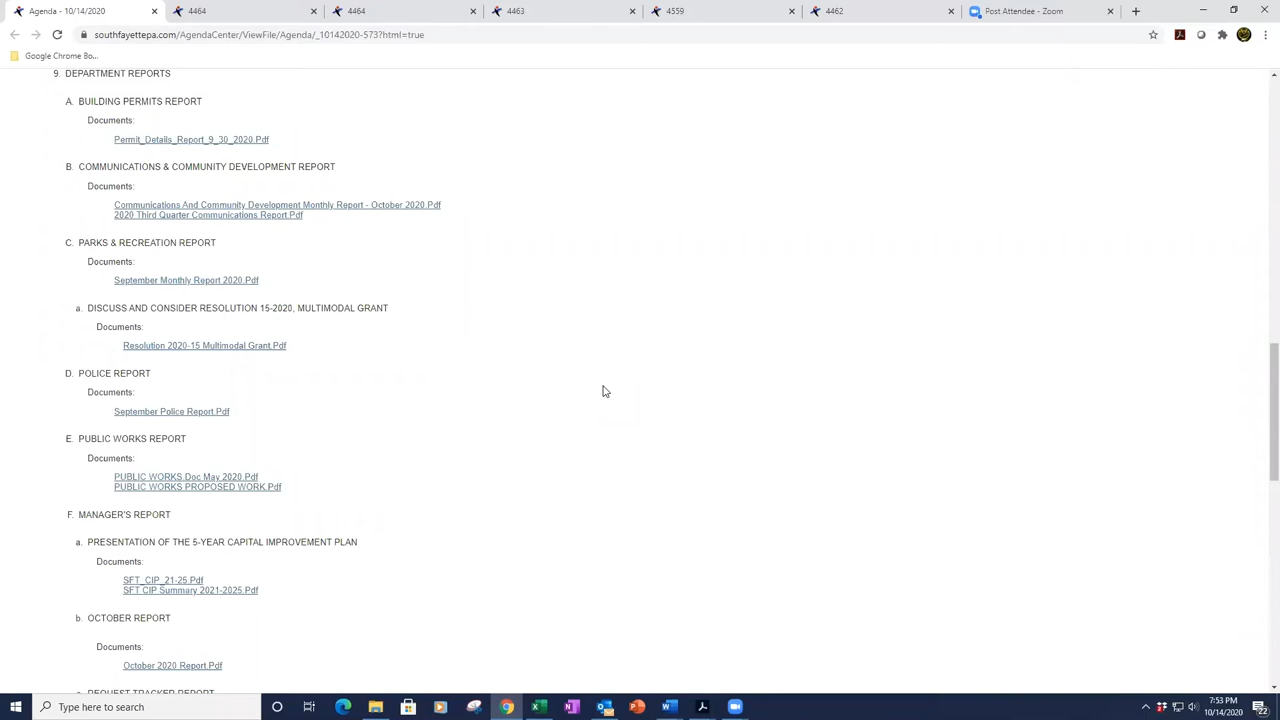 Agenda - 10/14/2020
4464
4464
4463
4559
4462
Post Attendee - Zoom
southfayettepa.com/AgendaCenter/ViewFile/Agenda/_10142020-573?html=true
Google Chrome Bo...
9. DEPARTMENT REPORTS
A. BUILDING PERMITS REPORT
Documents:
Permit_Details_Report_9_30_2020.Pdf
B. COMMUNICATIONS & COMMUNITY DEVELOPMENT REPORT
Documents:
Communications And Community Development Monthly Report - October 2020.Pdf
2020 Third Quarter Communications Report.Pdf
C. PARKS & RECREATION REPORT
Documents:
September Monthly Report 2020.Pdf
a. DISCUSS AND CONSIDER RESOLUTION 15-2020, MULTIMODAL GRANT
Documents:
Resolution 2020-15 Multimodal Grant.Pdf
D. POLICE REPORT
Documents:
September Police Report.Pdf
E. PUBLIC WORKS REPORT
Documents:
PUBLIC WORKS.Doc May 2020.Pdf
PUBLIC WORKS PROPOSED WORK.Pdf
F. MANAGER'S REPORT
a. PRESENTATION OF THE 5-YEAR CAPITAL IMPROVEMENT PLAN
Documents:
SFT_CIP_21-25.Pdf
SFT CIP Summary 2021-2025.Pdf
b. OCTOBER REPORT
Documents:
October 2020 Report.Pdf
c. REQUEST TRACKER REPORT
Type here to search
7:53 PM
10/14/2020
22